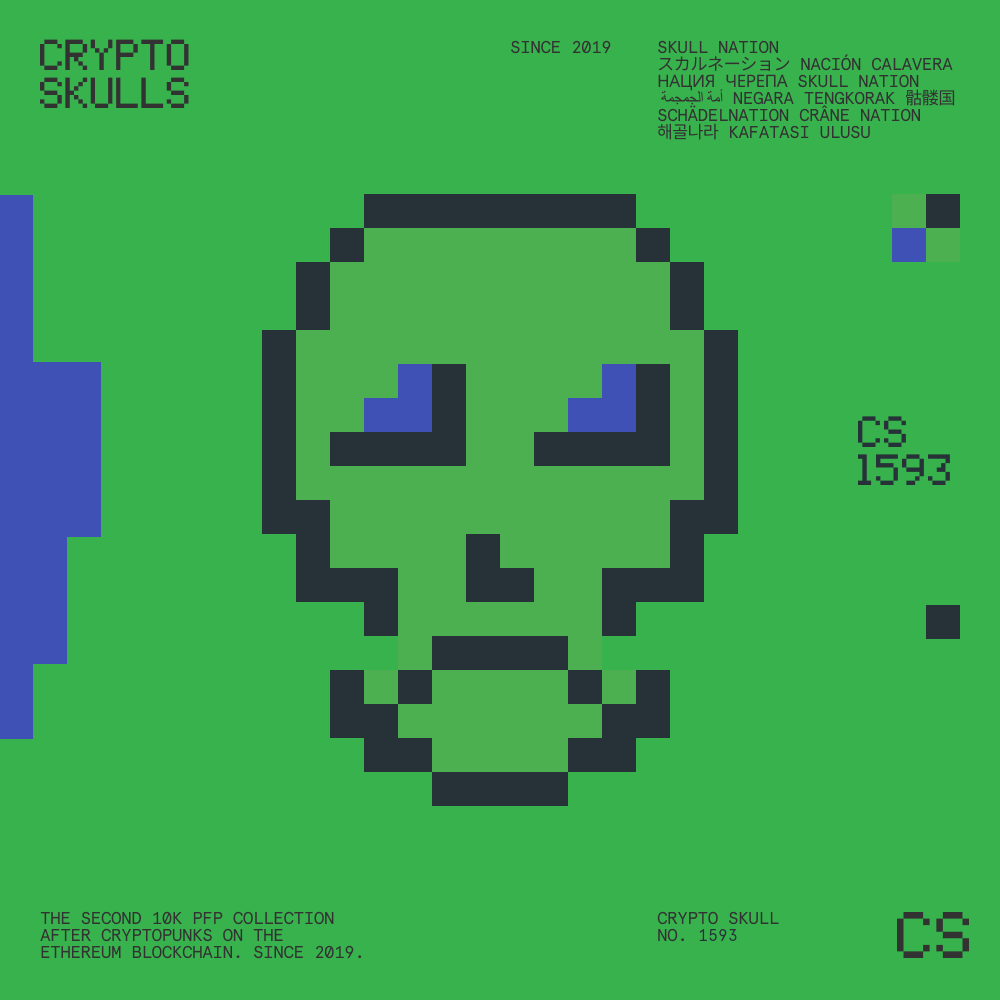 CRYPTO
SKULLS
SINCE 2019
SKULL NATION
スカルネーション NACIÓN CALAVERA
НАЦИЯ ЧЕРЕПА SKULL NATION
أمة الجمجمة NEGARA TENGKORAK 骷髅国
SCHÄDELNATION CRÂNE NATION
해골나라 KAFATASI ULUSU
CS
1593
THE SECOND 10K PFP COLLECTION
AFTER CRYPTOPUNKS ON THE
ETHEREUM BLOCKCHAIN. SINCE 2019.
CRYPTO SKULL
NO. 1593
CS